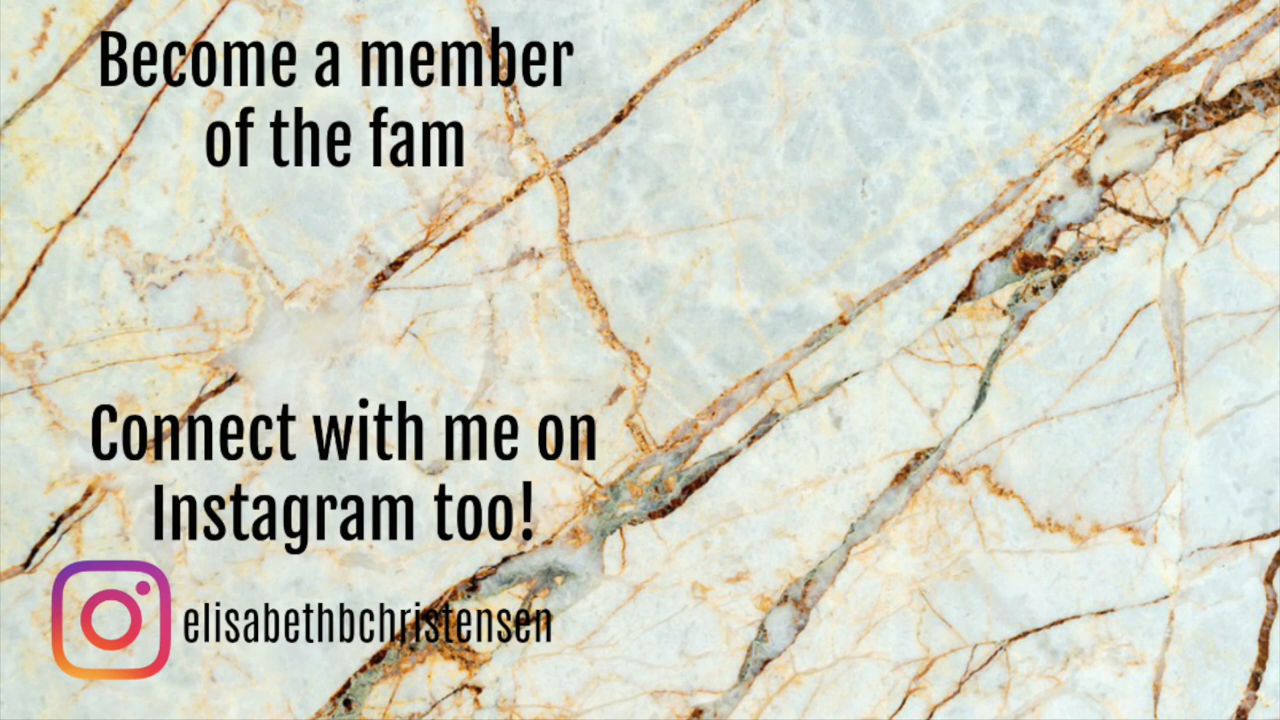 Become a member
of the fam
Connect with me on
Instagram too!
elisabethbchristensen